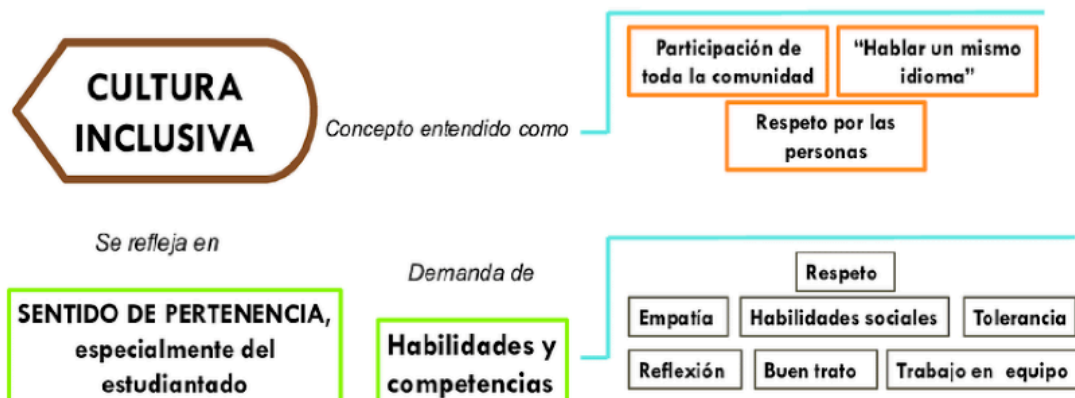 CULTURA
INCLUSIVA
Concepto entendido como
Participación de
toda la comunidad
“Hablar un mismo
idioma”
Respeto por las
personas
Se refleja en
SENTIDO DE PERTENENCIA,
especialmente del
estudiantado
Demanda de
Habilidades y
competencias
Respeto
Empatía
Habilidades sociales
Tolerancia
Reflexión
Buen trato
Trabajo en equipo